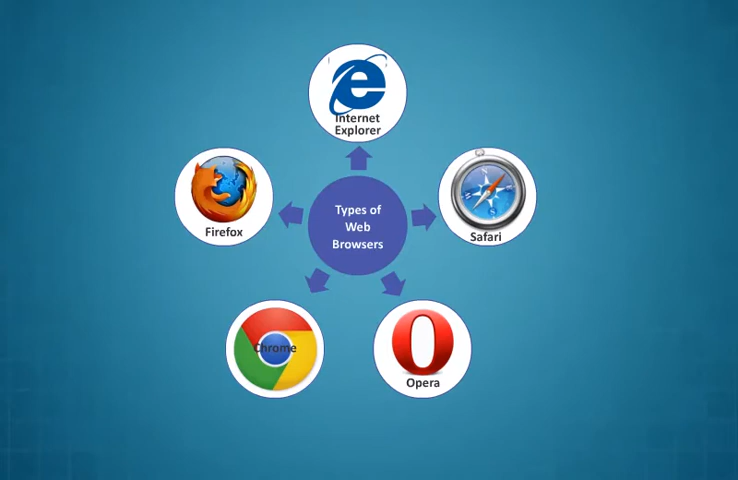 Internet
Explorer
Firefox
Types of
Web
Browsers
Safari
Chrome
Opera